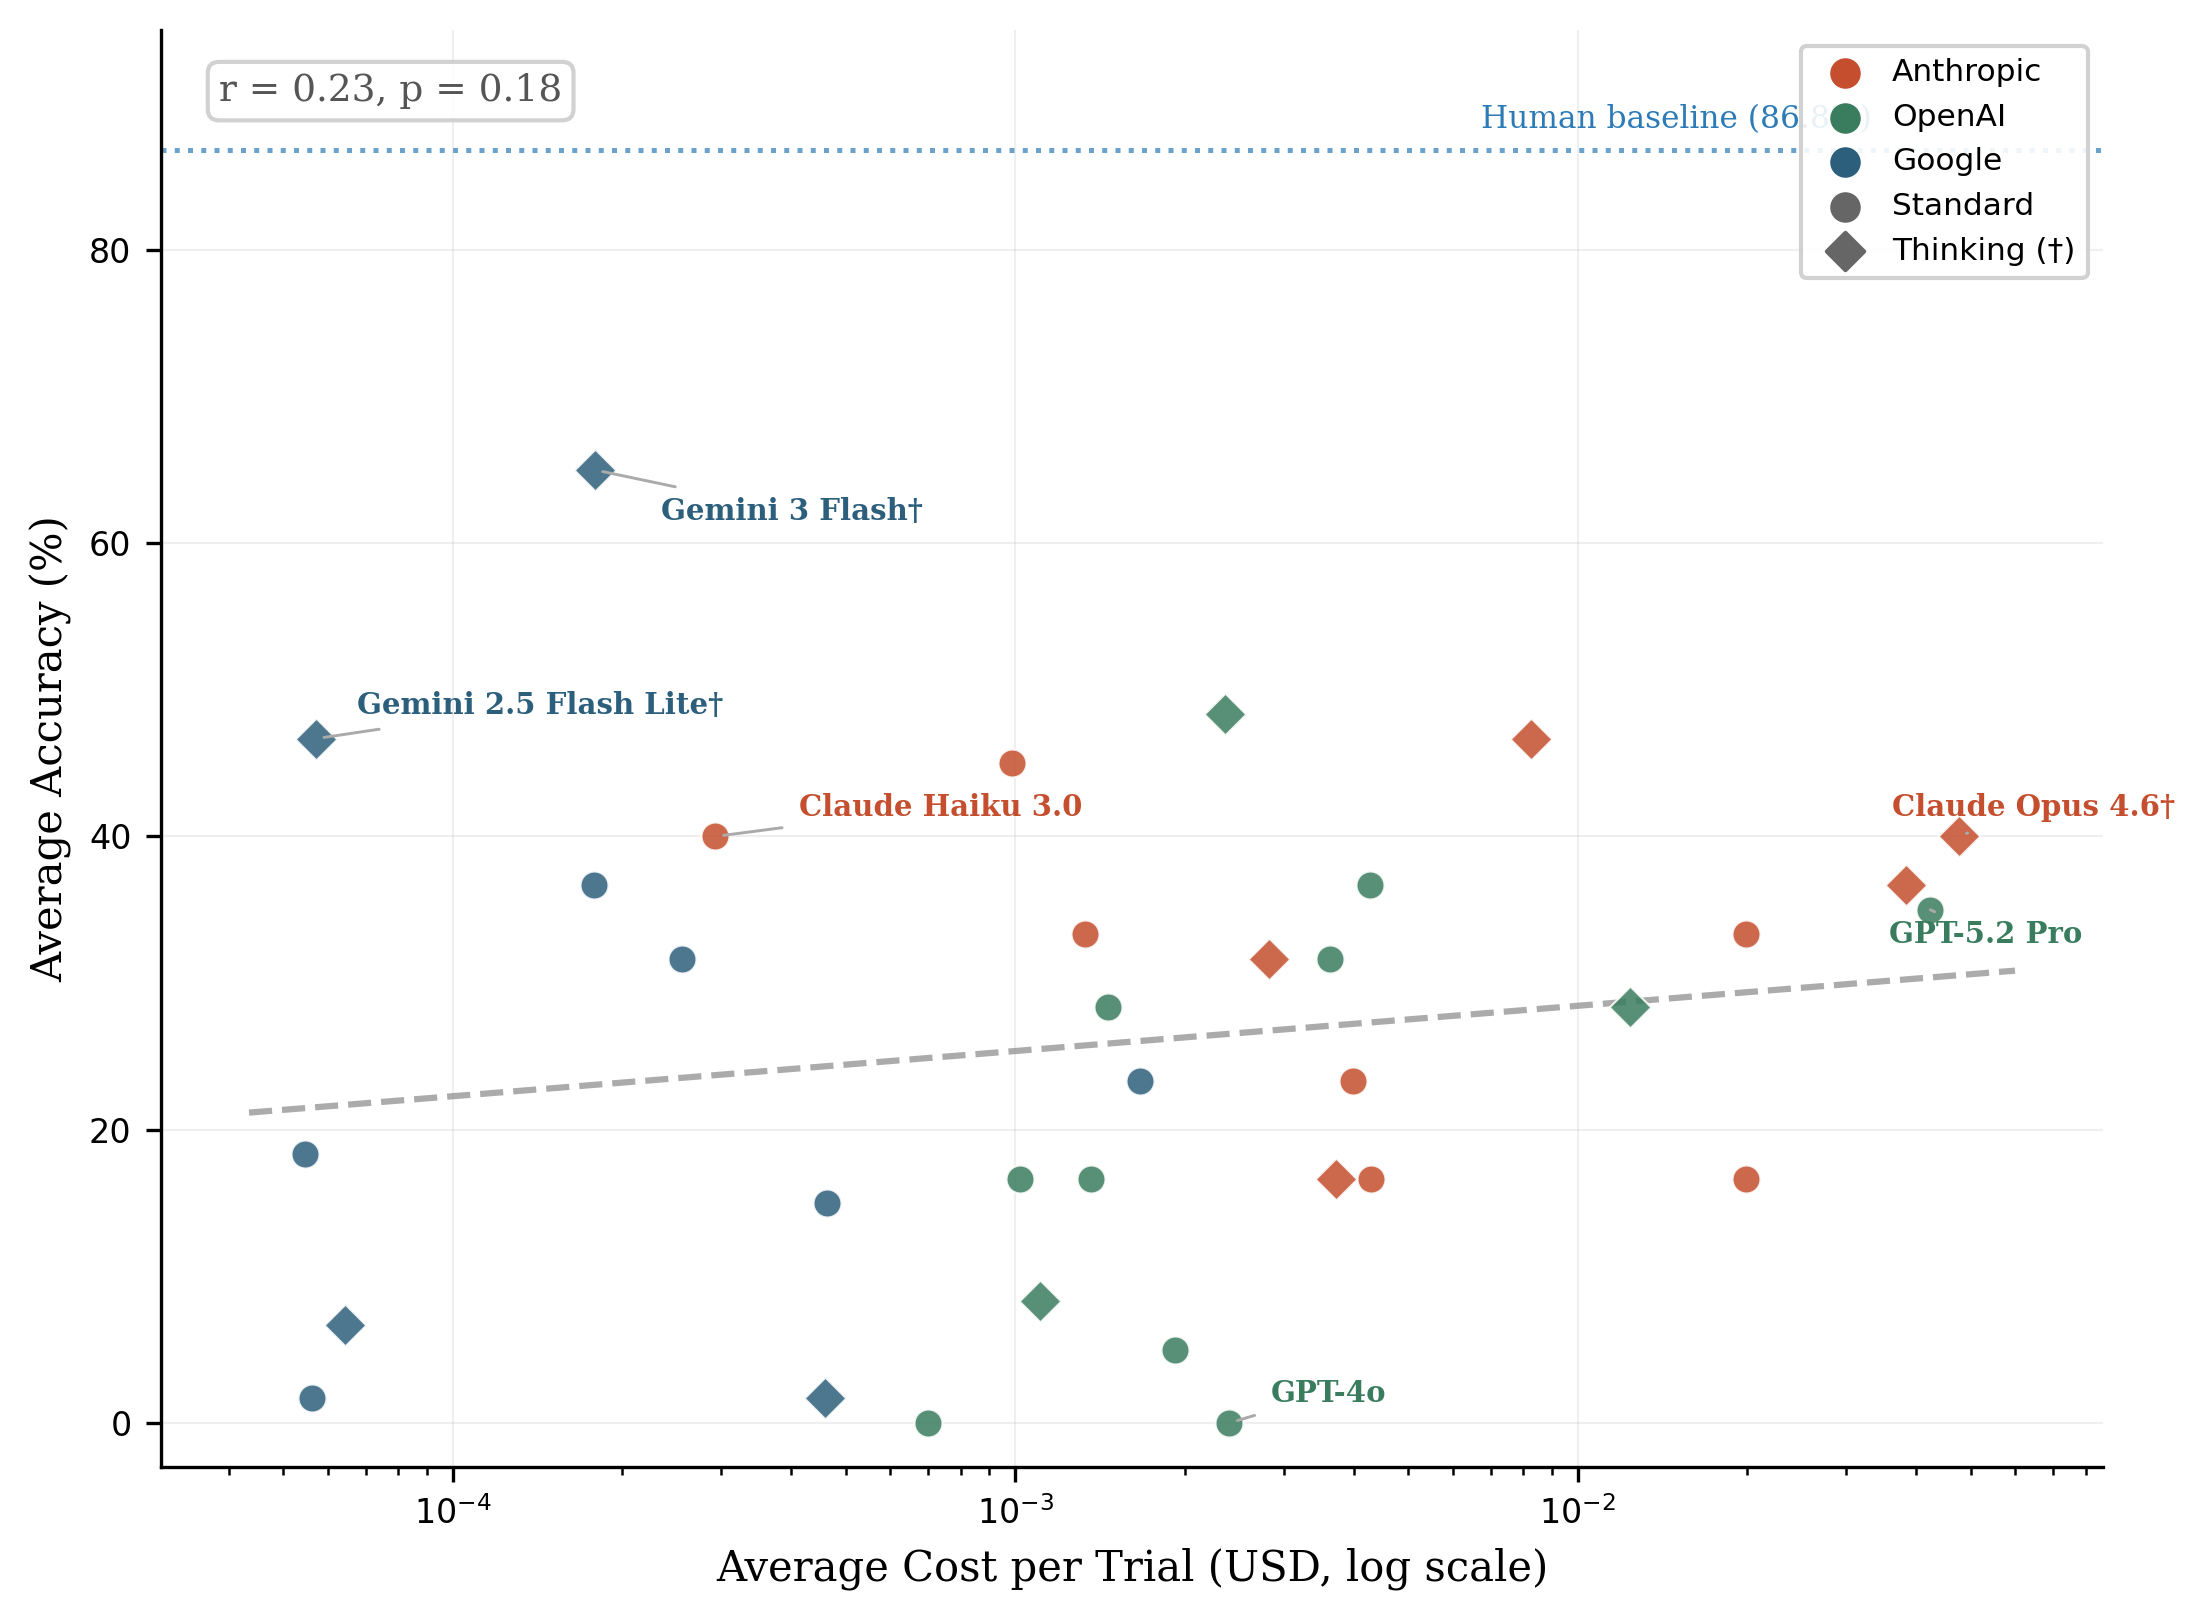 r = 0.23, p = 0.18
Human baseline (86.8
Anthropic
OpenAI
Google
Standard
Thinking (†)
80
60
40
20
0
Average Accuracy (%)
Gemini 3 Flash†
Gemini 2.5 Flash Lite†
Claude Haiku 3.0
Claude Opus 4.6†
GPT-5.2 Pro
GPT-4o
10⁻⁴
10⁻³
10⁻²
Average Cost per Trial (USD, log scale)